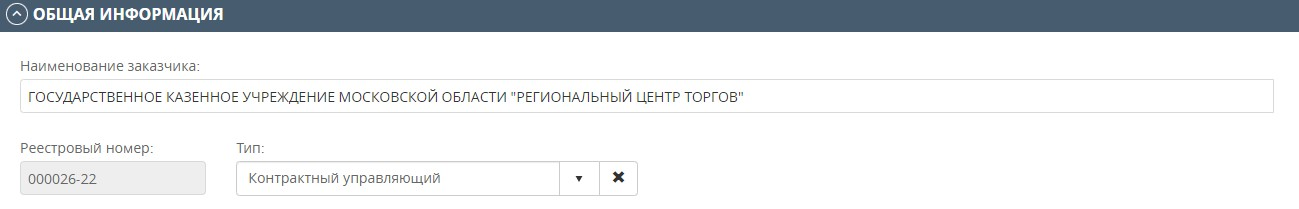 ОБЩАЯ ИНФОРМАЦИЯ
Наименование заказчика:
ГОСУДАРСТВЕННОЕ КАЗЕННОЕ УЧРЕЖДЕНИЕ МОСКОВСКОЙ ОБЛАСТИ "РЕГИОНАЛЬНЫЙ ЦЕНТР ТОРГОВ"
Реестровый номер: Тип:
000026-22 Контрактный управляющий